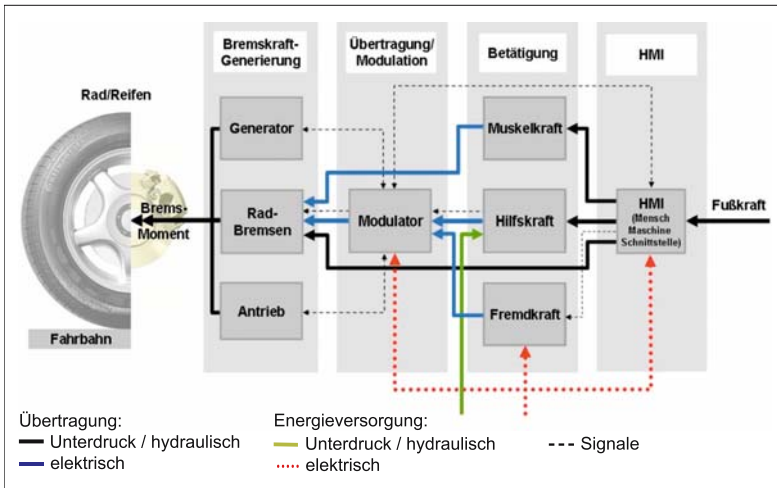 Bremskraft-
Generierung
Übertragung/
Modulation
Betätigung
HMI
Rad/Reifen
Generator
Muskelkraft
Brems-
Moment
Rad-
Bremsen
Modulator
Hilfskraft
HMI
(Mensch
Maschine
Schnittstelle)
Fußkraft
Antrieb
Fremdkraft
Fahrbahn
Übertragung:
Unterdruck / hydraulisch
elektrisch
Energieversorgung:
Unterdruck / hydraulisch
elektrisch
Signale